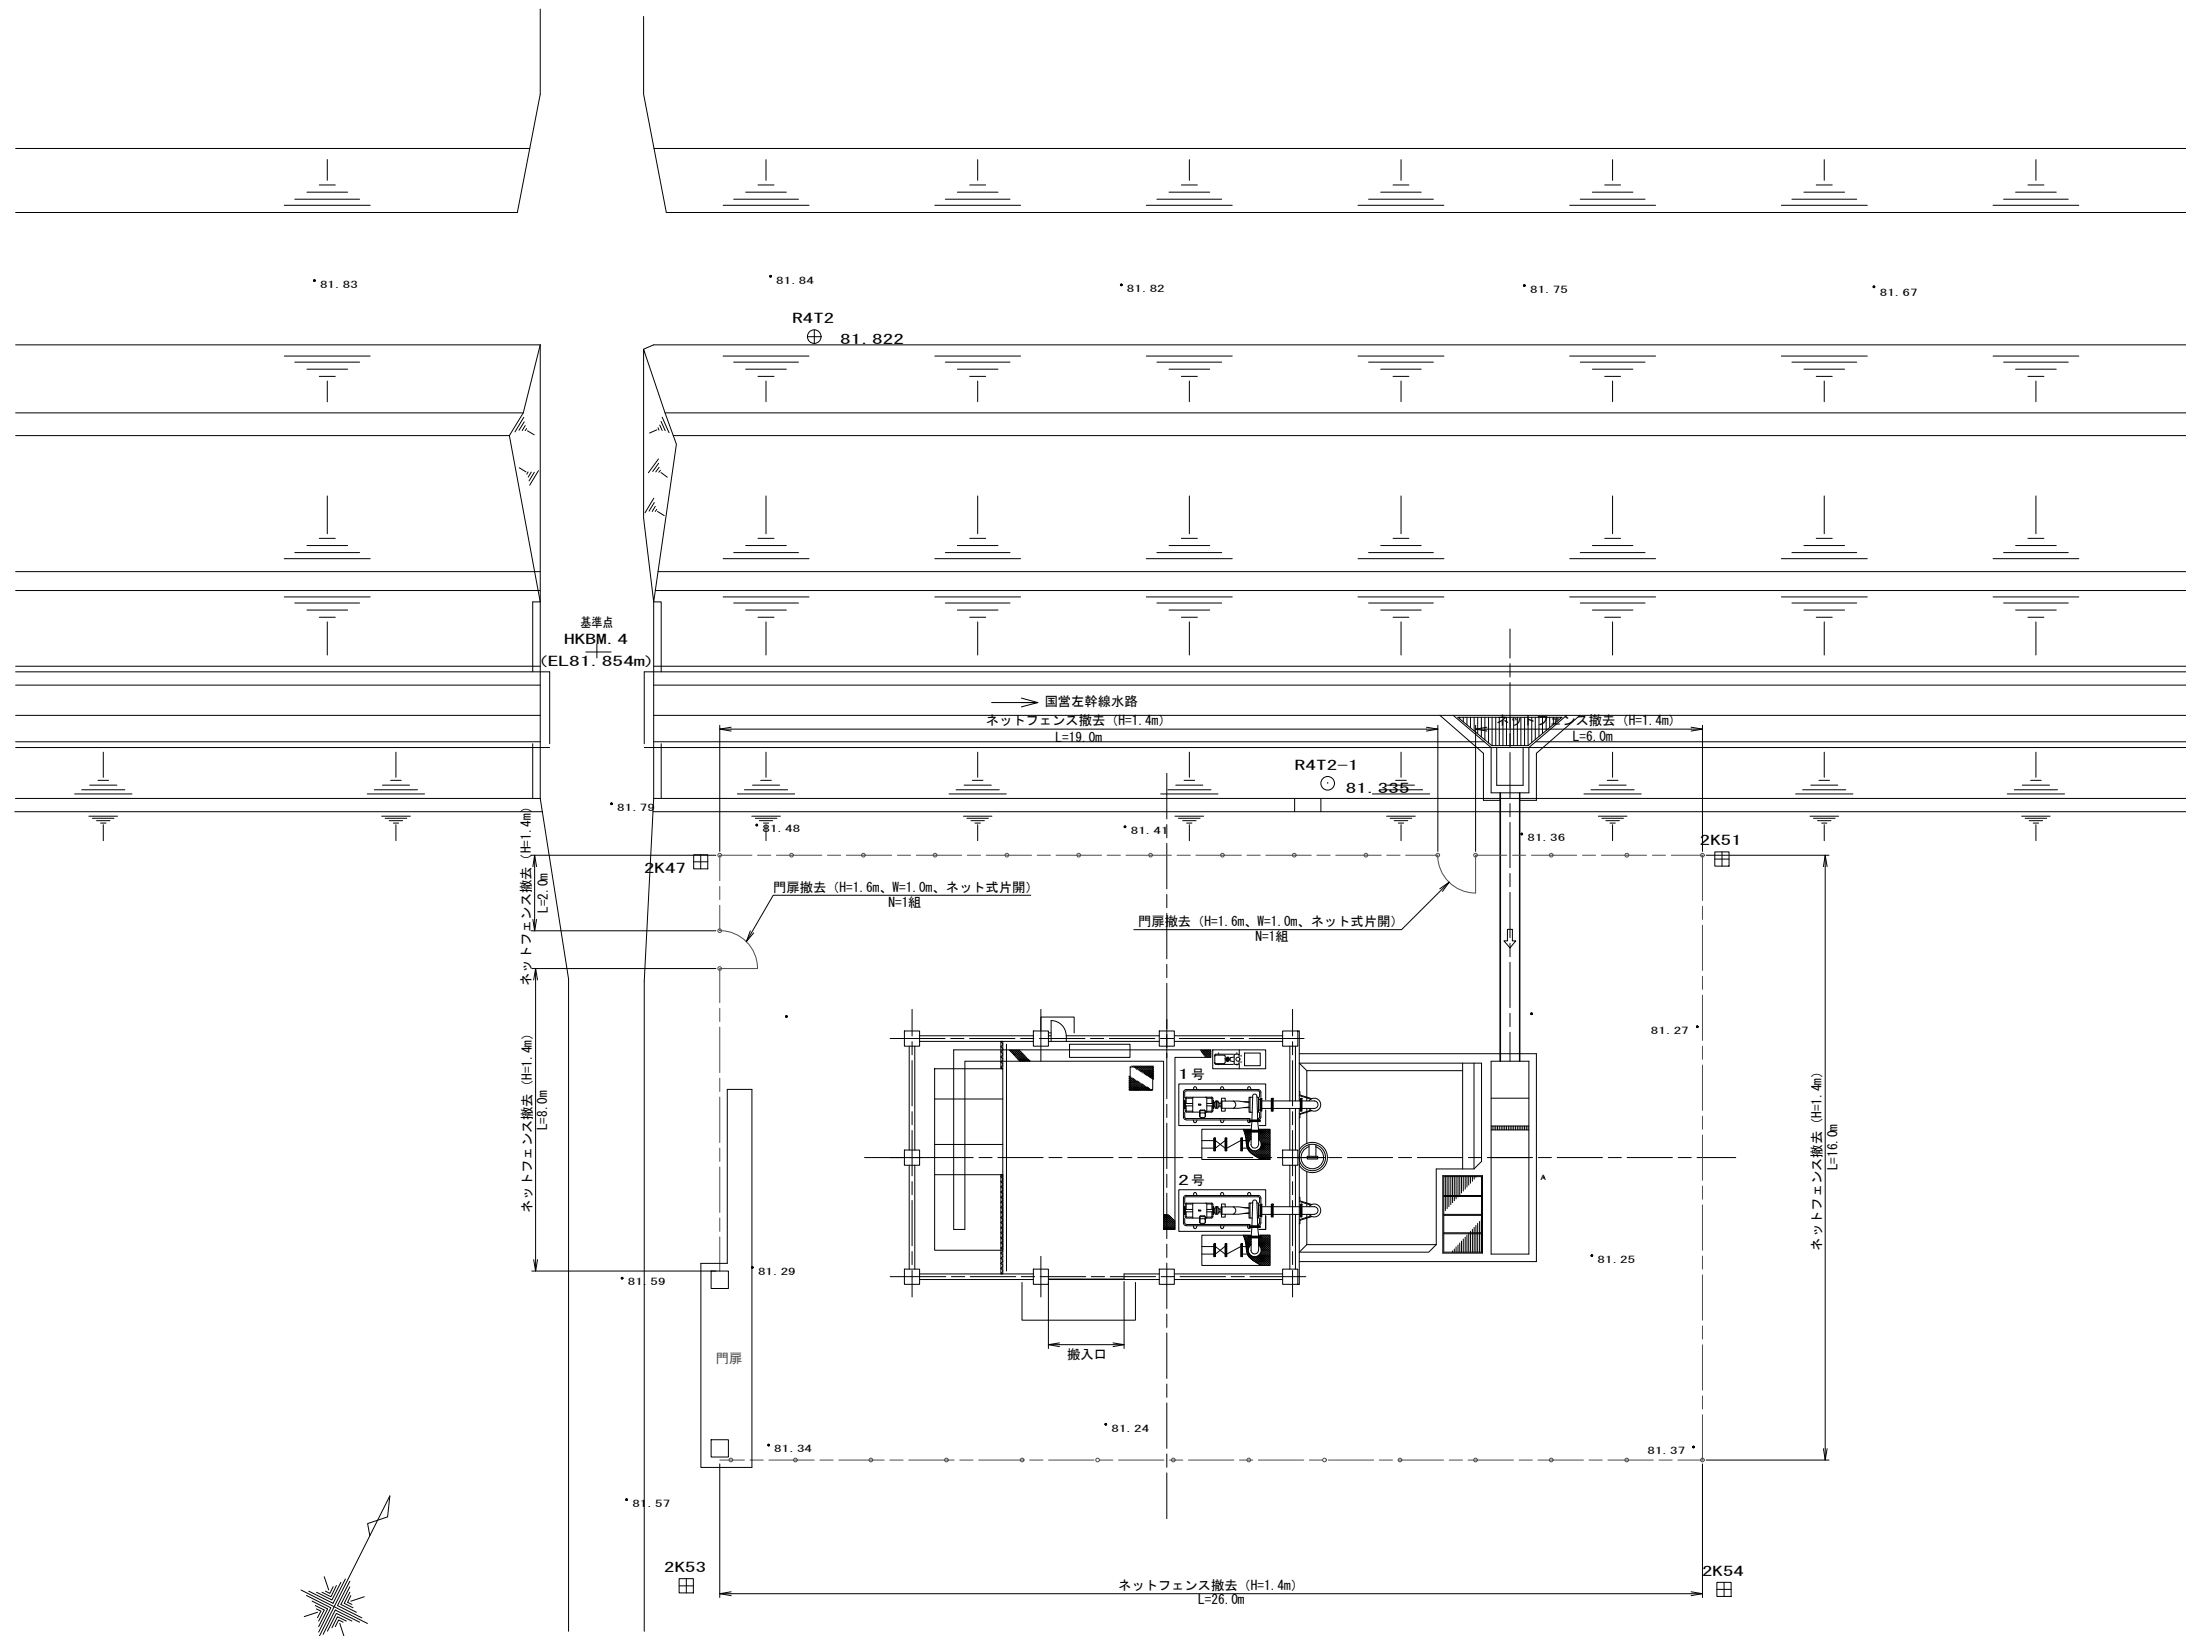 81.83
81.84
81.82
81.75
81.67
R4T2
81.822
基準点
HKBM.4
(EL81.854m)
国営左幹線水路
ネットフェンス撤去 (H=1.4m)
L=19.0m
ネットフェンス撤去 (H=1.4m)
L=6.0m
R4T2-1
81.335
81.79
81.48
81.41
81.36
2K47
2K51
ネットフェンス撤去 (H=1.4m)
L=2.0m
門扉撤去 (H=1.6m、W=1.0m、ネット式片開)
N=1組
門扉撤去 (H=1.6m、W=1.0m、ネット式片開)
N=1組
81.27
ネットフェンス撤去 (H=1.4m)
L=8.0m
1号
2号
A
ネットフェンス撤去 (H=1.4m)
L=16.0m
81.59
81.29
81.25
門扉
搬入口
81.34
81.24
81.37
81.57
2K53
2K54
ネットフェンス撤去 (H=1.4m)
L=26.0m